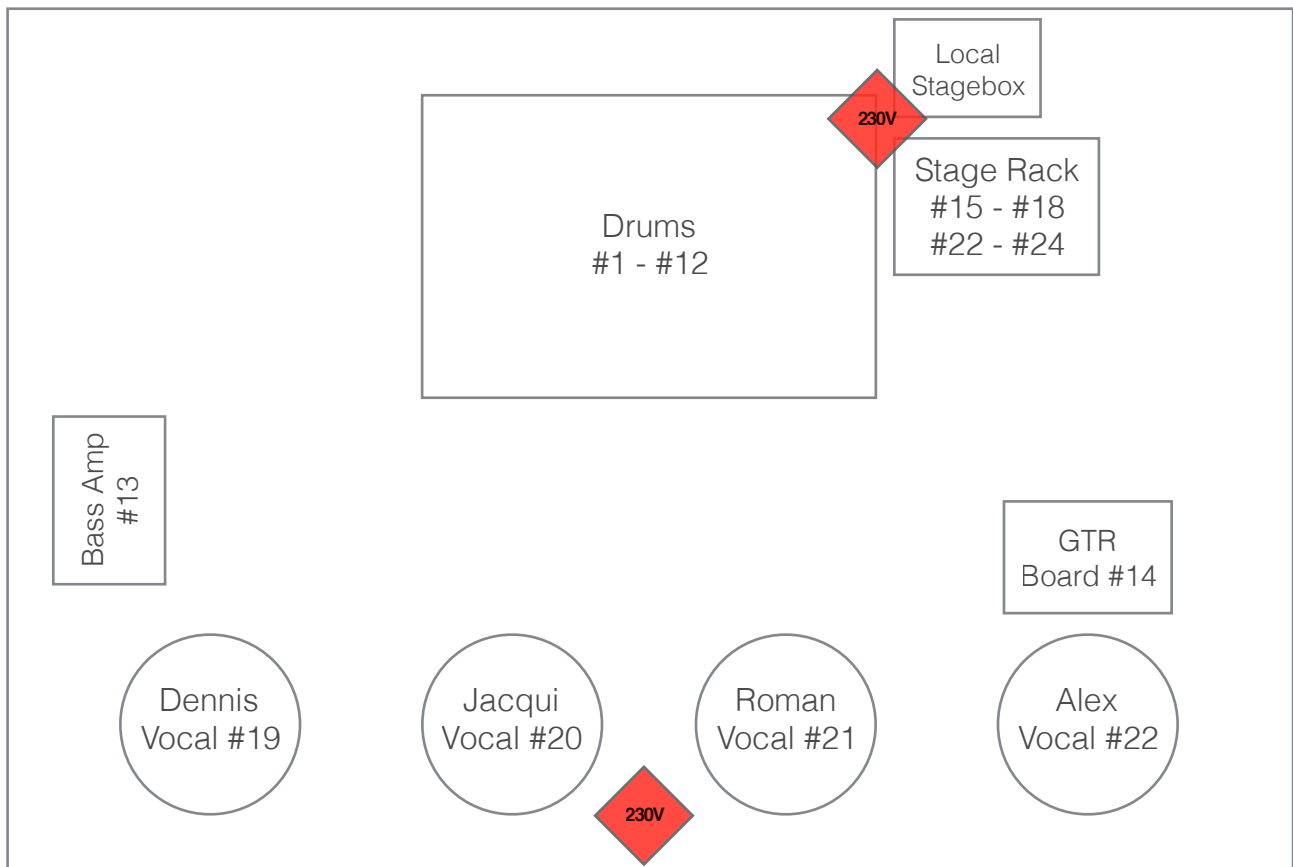 Local
Stagebox
230V
Stage Rack
#15 - #18
#22 - #24
Drums
#1 - #12
Bass Amp
#13
GTR
Board #14
Dennis
Vocal #19
Jacqui
Vocal #20
Roman
Vocal #21
Alex
Vocal #22
230V